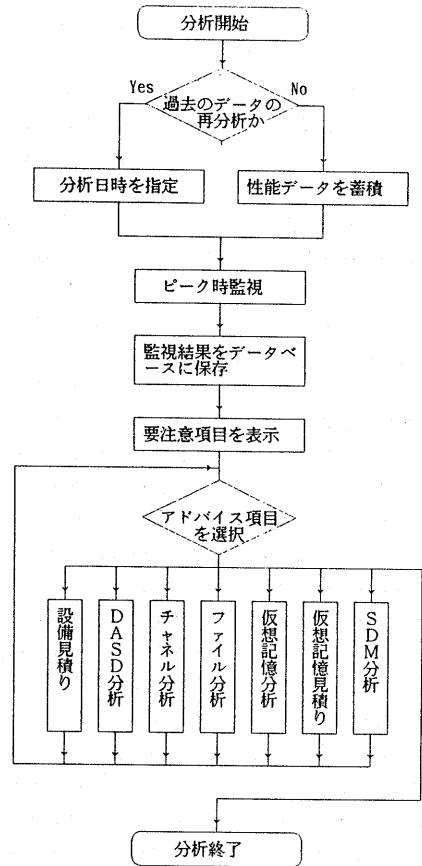 分析開始
Yes
No
過去のデータの
再分析か
分析日時を指定
性能データを蓄積
ピーク時監視
監視結果をデータベ
ースに保存
要注意項目を表示
アドバイス項目
を選択
設備見積り
DASD分析
チャネル分析
ファイル分析
仮想記憶分析
仮想記憶見積り
SDM分析
分析終了